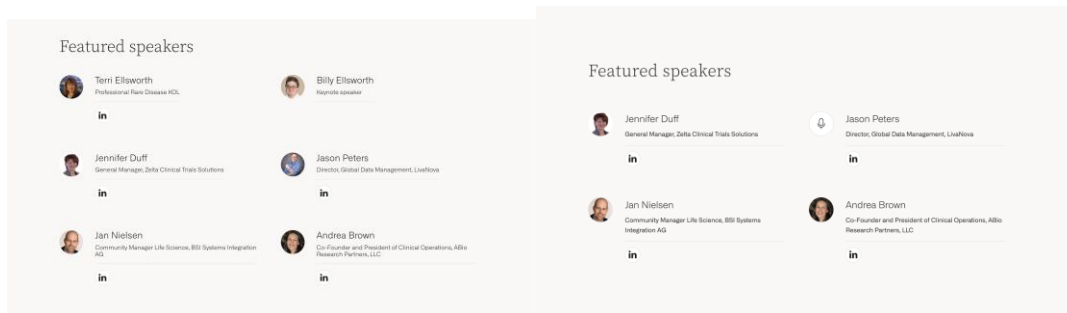 Featured speakers
Terri Ellsworth
Professional Rare Disease KOL
in
Billy Ellsworth
Keynote speaker
Jennifer Duff
General Manager, Zelta Clinical Trials Solutions
in
Jason Peters
Director, Global Data Management, LivaNova
in
Jan Nielsen
Community Manager Life Science, BSI Systems Integration
AG
in
Andrea Brown
Co-Founder and President of Clinical Operations, ABio
Research Partners, LLC
in
Featured speakers
Jennifer Duff
General Manager, Zelta Clinical Trials Solutions
in
Jason Peters
Director, Global Data Management, LivaNova
in
Jan Nielsen
Community Manager Life Science, BSI Systems
Integration AG
in
Andrea Brown
Co-Founder and President of Clinical Operations, ABio
Research Partners, LLC
in